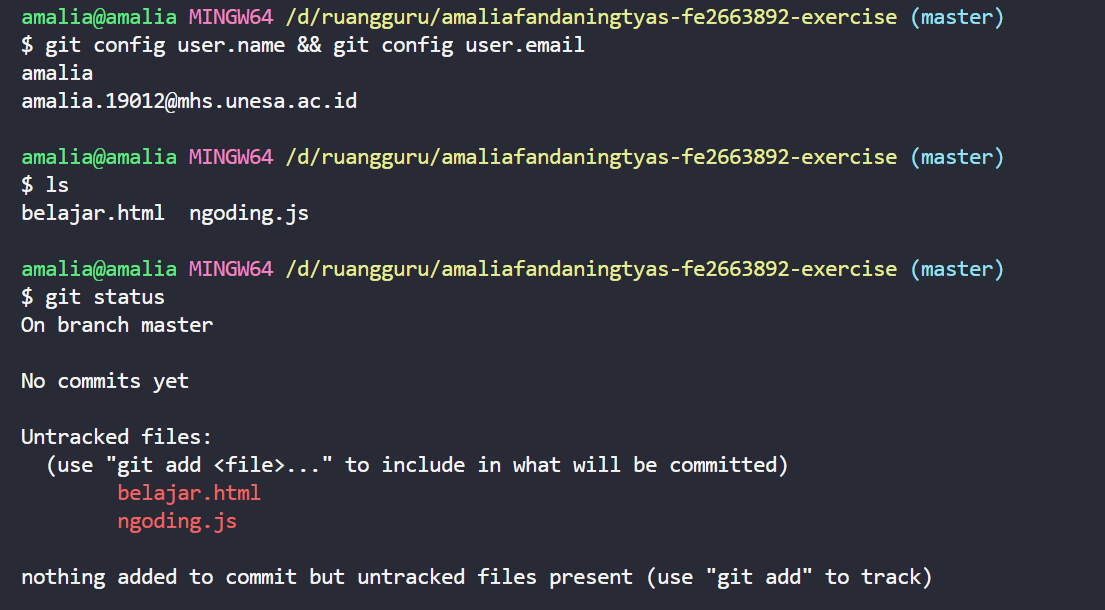 amalia@amalia MINGW64 /d/ruangguru/amaliafandaningtyas-fe2663892-exercise (master)
$ git config user.name && git config user.email
amalia
amalia.19012@mhs.unesa.ac.id
amalia@amalia MINGW64 /d/ruangguru/amaliafandaningtyas-fe2663892-exercise (master)
$ ls
belajar.html  ngoding.js
amalia@amalia MINGW64 /d/ruangguru/amaliafandaningtyas-fe2663892-exercise (master)
$ git status
On branch master
No commits yet
Untracked files:
  (use "git add <file>..." to include in what will be committed)
        belajar.html
        ngoding.js
nothing added to commit but untracked files present (use "git add" to track)